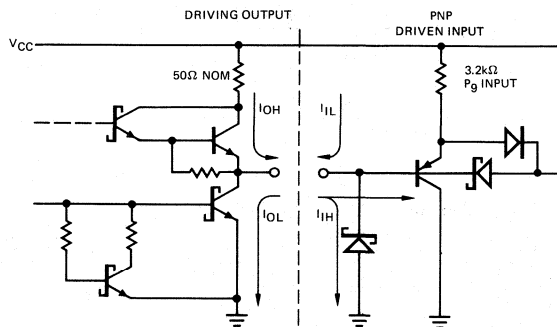 DRIVING OUTPUT
PNP
DRIVEN INPUT
VCC
50Ω NOM
3.2kΩ
P9 INPUT
IOH
IIL
IOL
IIH